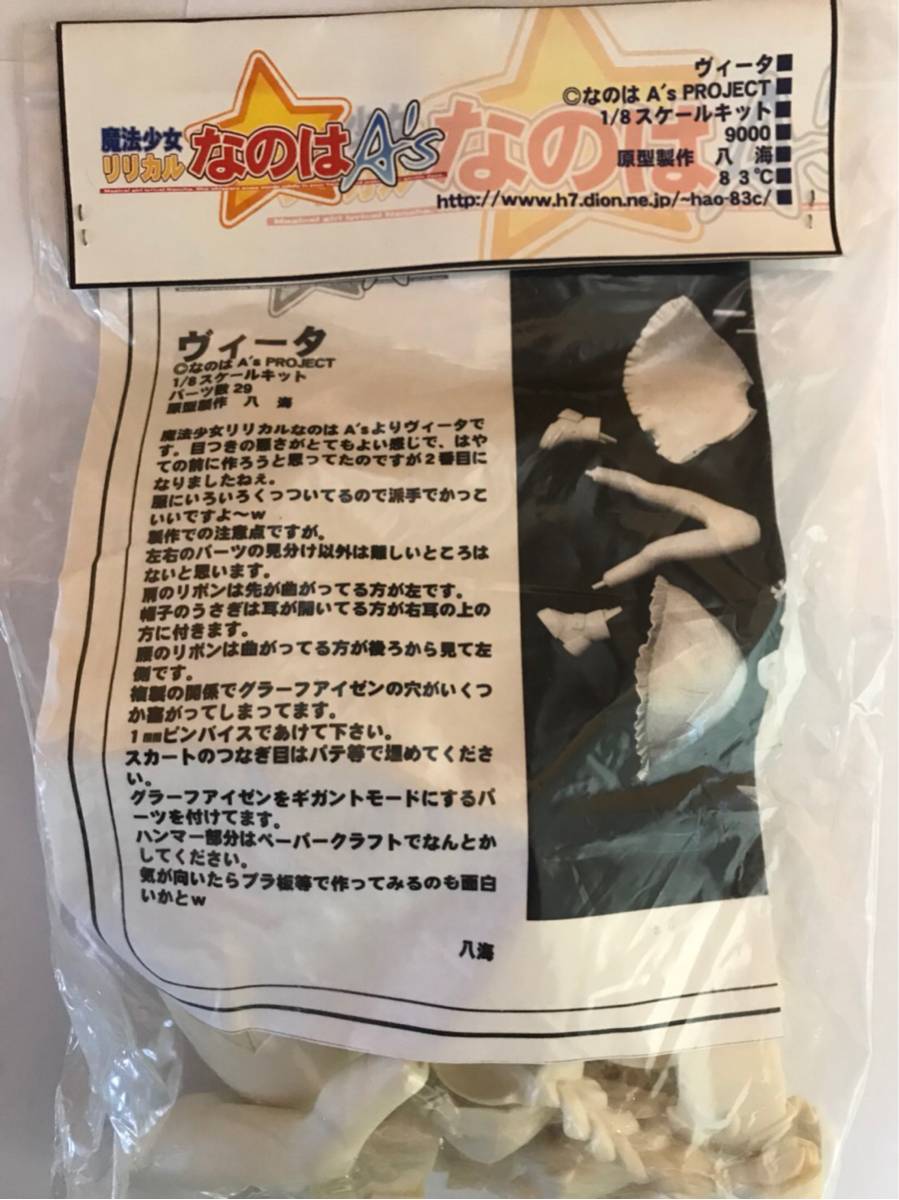 魔法少女
リリカル
なのは A's
なのは
ヴィータ■
©なのは A's PROJECT■
1/8スケールキット■
9000■
原型製作 八 海■
83℃■
http://www.h7.dion.ne.jp/~hao-83c/■
ヴィータ
©なのは A's PROJECT
1/8スケールキット
パーツ数29
原型製作 八 海
魔法少女リリカルなのは A'sよりヴィータで
す。目つきの悪さがとてもよい感じで、はや
ての前に作ろうと思ってたのですが2番目に
なりましたねぇ。
服にいろいろくっついてるので派手でかっこ
いいですよ~w
製作での注意点ですが。
左右のパーツの見分け以外は難しいところは
ないと思います。
肩のリボンは先が曲がってる方が左です。
帽子のうさぎは耳が開いてる方が右耳の上の
方に付きます。
腰のリボンは曲がってる方が後ろから見て左
側です。
複製の関係でグラーフアイゼンの穴がいくつ
か塞がってしまってます。
1mmピンバイスであけて下さい。
スカートのつなぎ目はパテ等で埋めてくださ
い。
グラーフアイゼンをギガントモードにするパ
ーツを付けてます。
ハンマー部分はペーパークラフトでなんとか
してください。
気が向いたらプラ板等で作ってみるのも面白
いかとw
八海